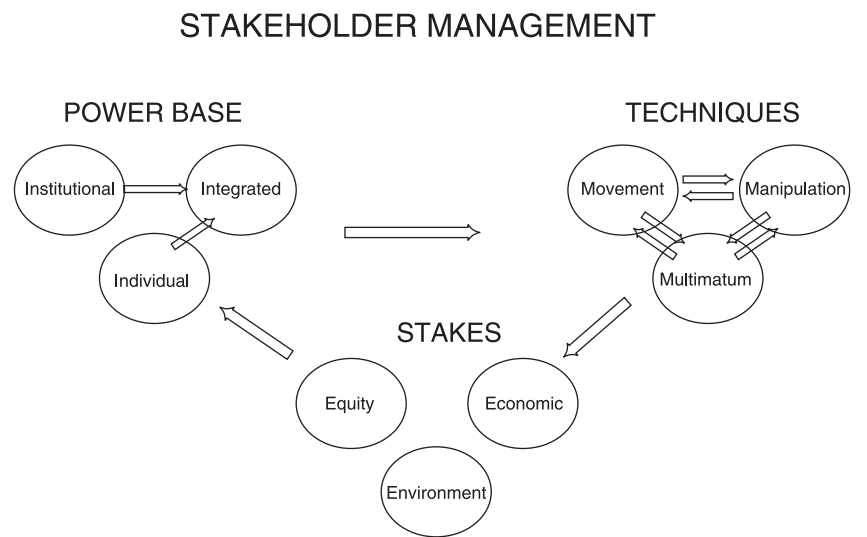 STAKEHOLDER MANAGEMENT
POWER BASE
Institutional
Integrated
Individual
TECHNIQUES
Movement
Manipulation
Multimatum
STAKES
Equity
Economic
Environment